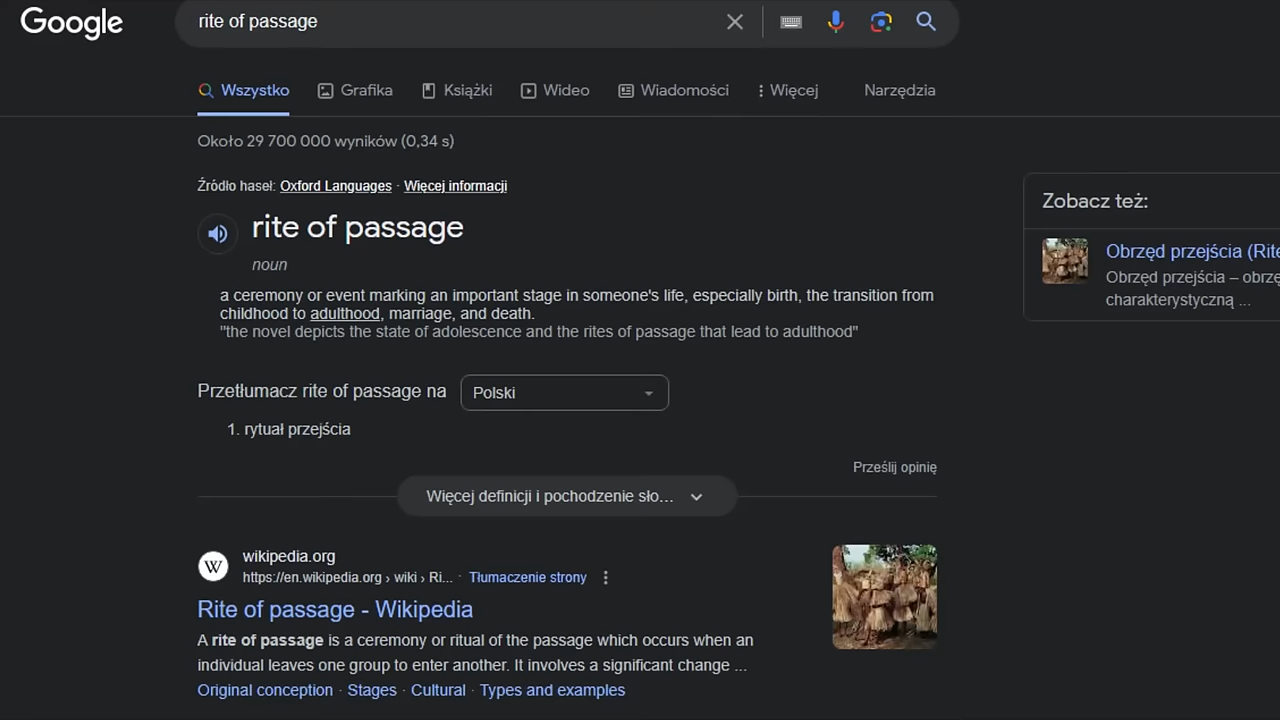 Google
rite of passage
Wszystko
Grafika
Książki
Wideo
Wiadomości
Więcej
Narzędzia
Około 29 700 000 wyników (0,34 s)
Źródło haseł: Oxford Languages · Więcej informacji
rite of passage
noun
a ceremony or event marking an important stage in someone's life, especially birth, the transition from
childhood to adulthood, marriage, and death.
"the novel depicts the state of adolescence and the rites of passage that lead to adulthood"
Przetłumacz rite of passage na
Polski
1. rytuał przejścia
Prześlij opinię
Więcej definicji i pochodzenie sło...
W
wikipedia.org
https://en.wikipedia.org › wiki › Ri... · Tłumaczenie strony
Rite of passage - Wikipedia
A rite of passage is a ceremony or ritual of the passage which occurs when an
individual leaves one group to enter another. It involves a significant change ...
Original conception · Stages · Cultural · Types and examples
Zobacz też:
Obrzęd przejścia (Rite
Obrzęd przejścia – obrzę
charakterystyczną ...